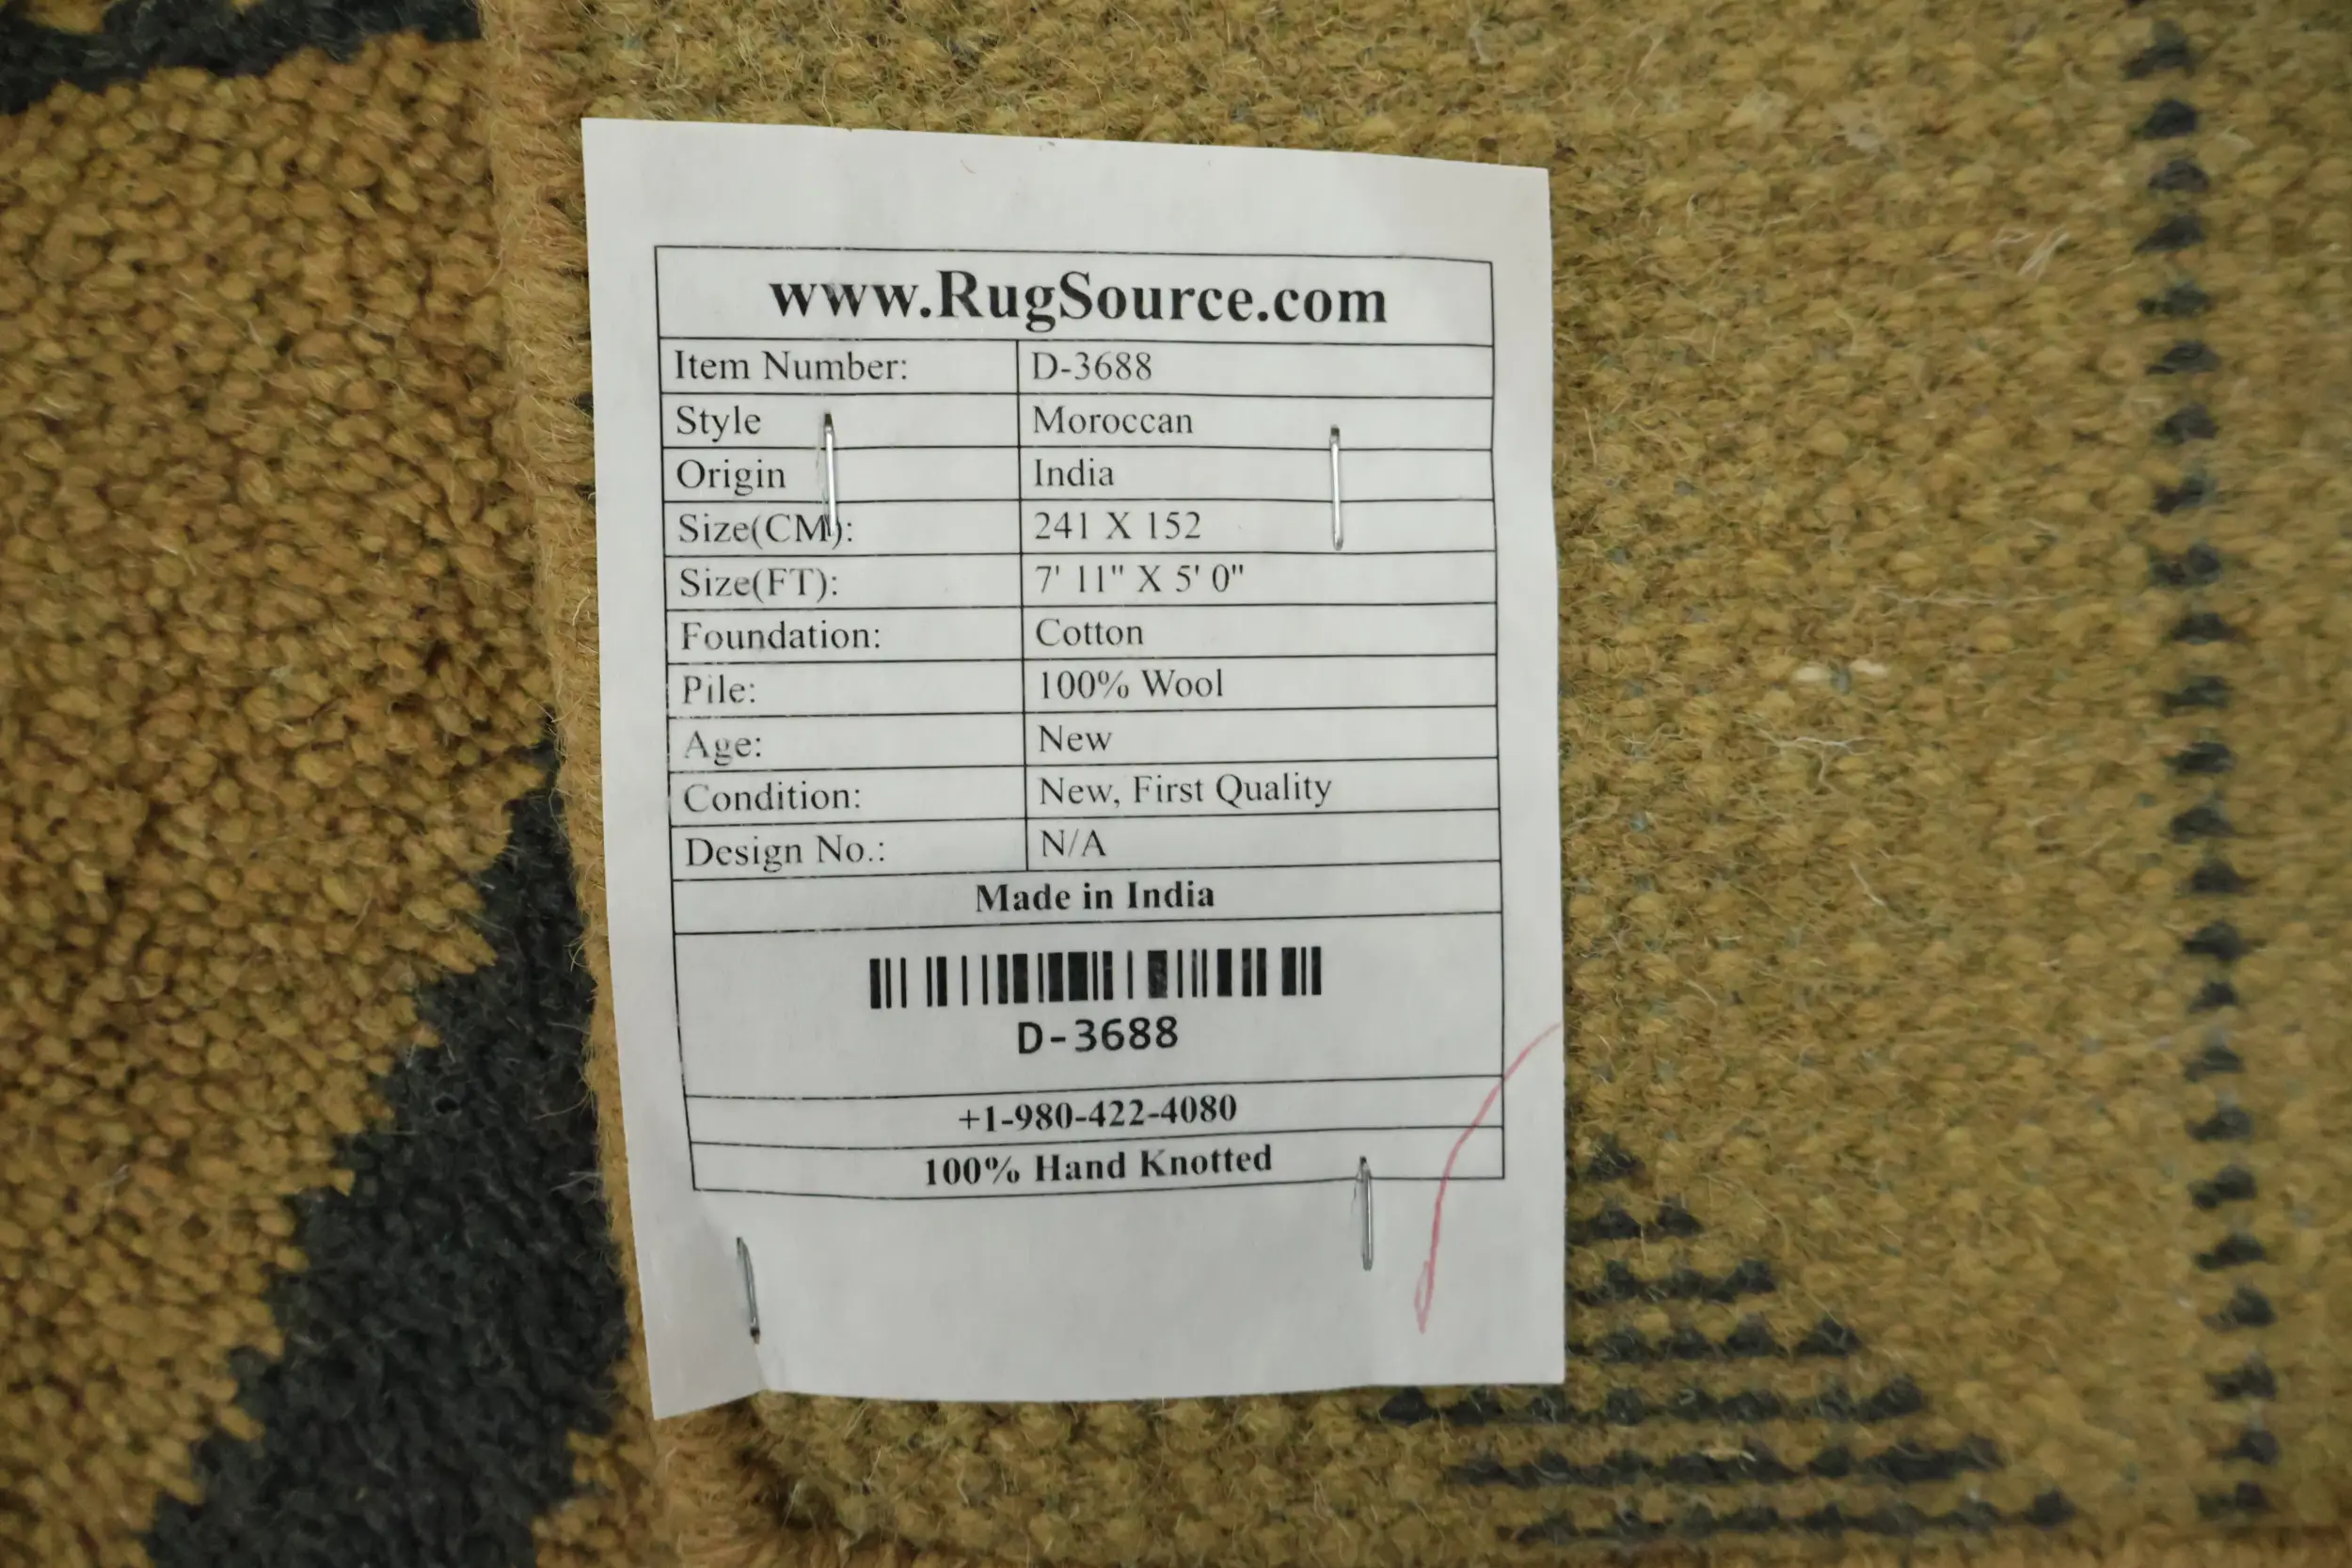 www.RugSource.com
Item Number: D-3688
Style Moroccan
Origin India
Size(CM): 241 X 152
Size(FT): 7' 11" X 5' 0"
Foundation: Cotton
Pile: 100% Wool
Age: New
Condition: New, First Quality
Design No.: N/A
Made in India
D-3688
+1-980-422-4080
100% Hand Knotted